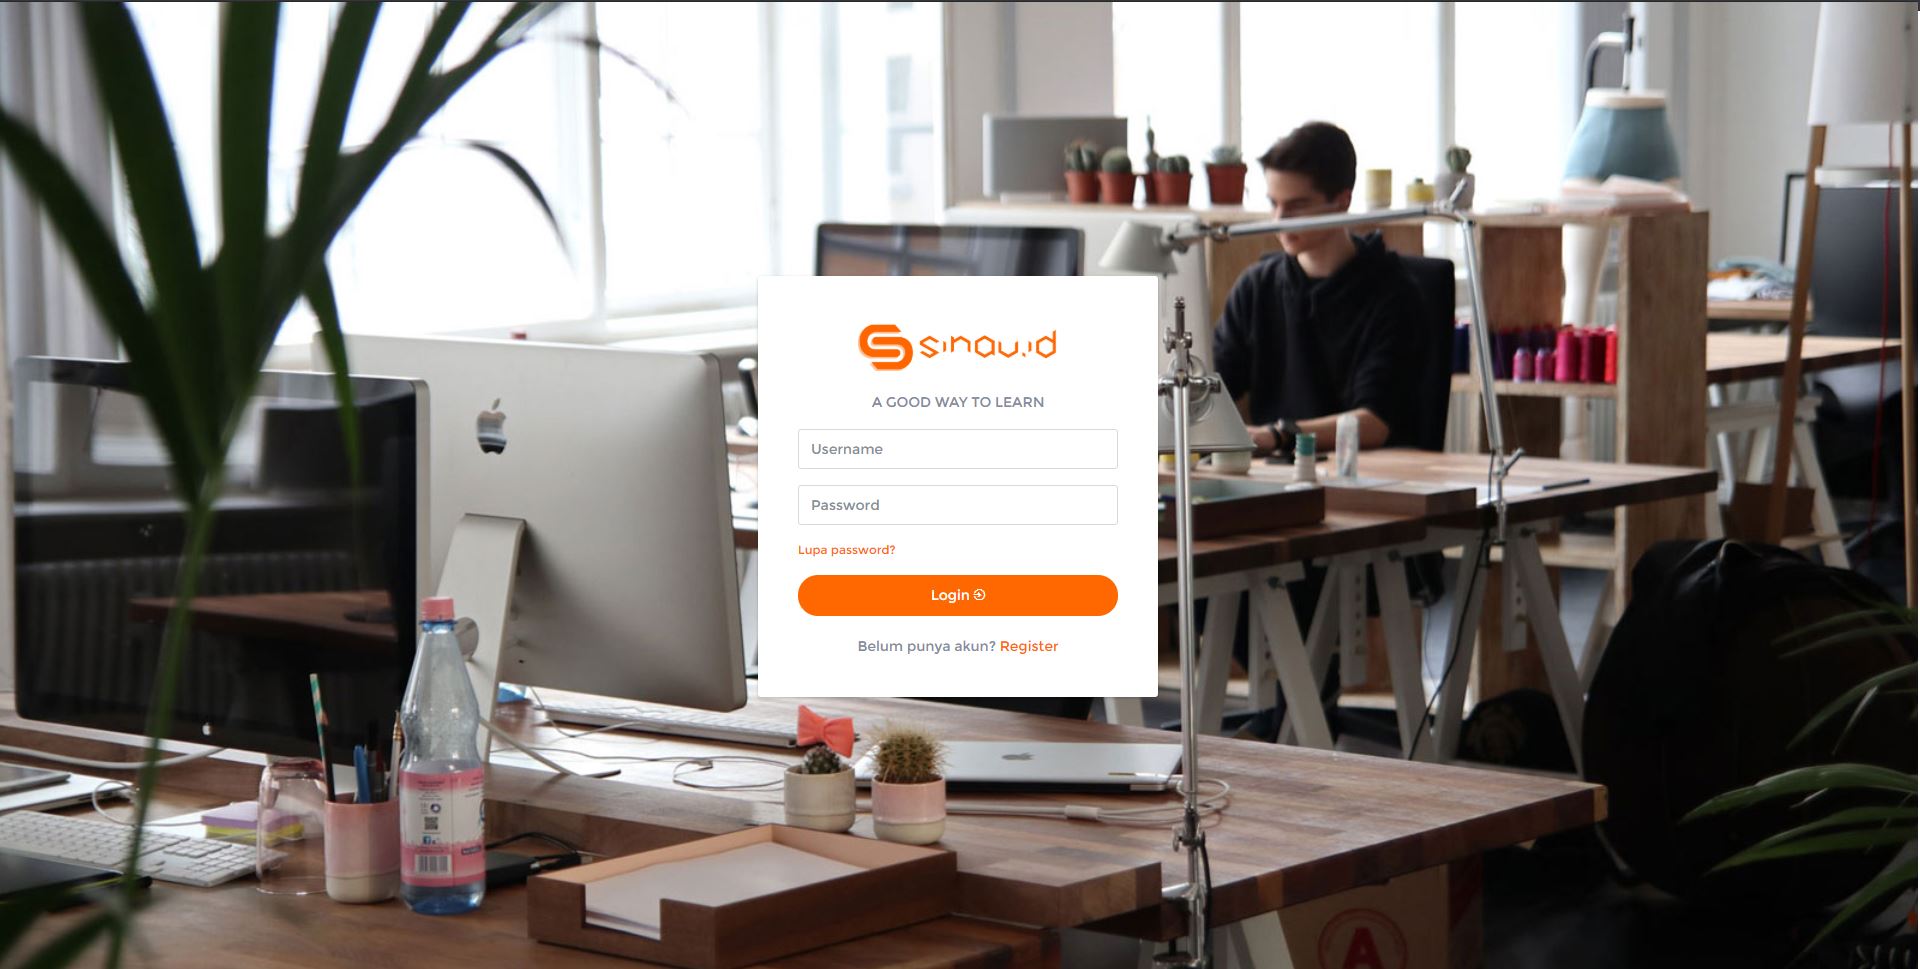 sinau.id
A GOOD WAY TO LEARN
Username
Password
Lupa password?
Login
Belum punya akun? Register
A